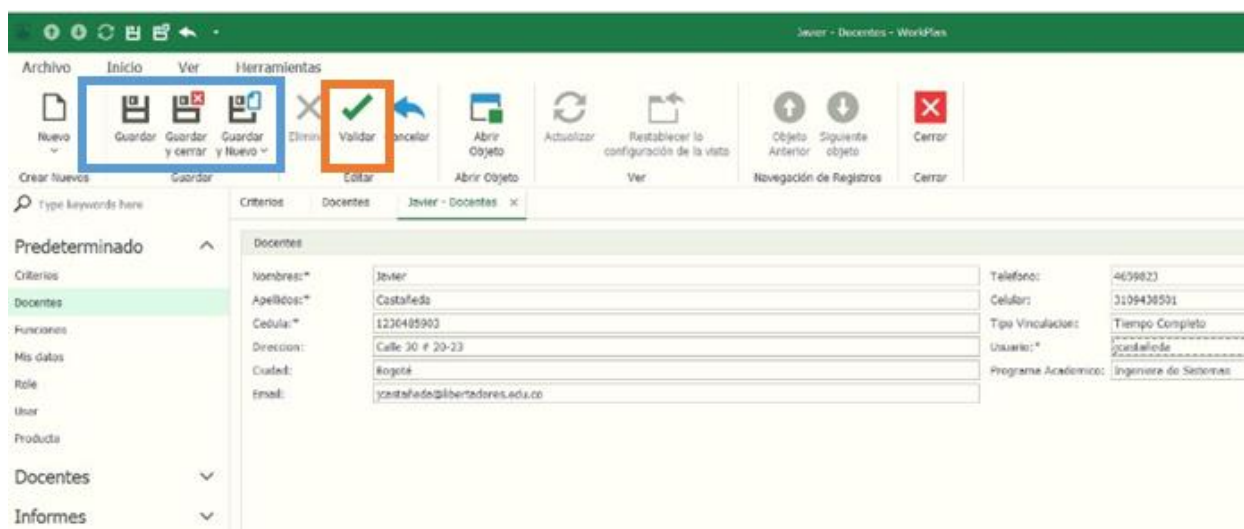 Javier - Docentes - WorkPlan
Archivo Inicio Ver Herramientas
Nuevo Guardar Guardar y cerrar Guardar y Nuevo Eliminar Validar Cancelar Abrir Objeto Actualizar Restablecer la configuración de la vista Objeto Anterior Siguiente objeto Cerrar
Crear Nuevos Guardar Editar Abrir Objeto Ver Navegación de Registros Cerrar
Type keywords here Criterios Docentes Javier - Docentes ×
Predeterminado Docentes
Criterios Nombres:* Javier Telefono: 4659823
Docentes Apellidos:* Castañeda Celular: 3109438501
Funciones Cedula:* 1230485903 Tipo Vinculacion: Tiempo Completo
Mis datos Direccion: Calle 30 # 20-23 Usuario:* jcastañeda
Role Ciudad: Bogotá Programa Academico: Ingeniera de Sistemas
User Email: jcastañeda@libertadores.edu.co
Producto
Docentes
Informes